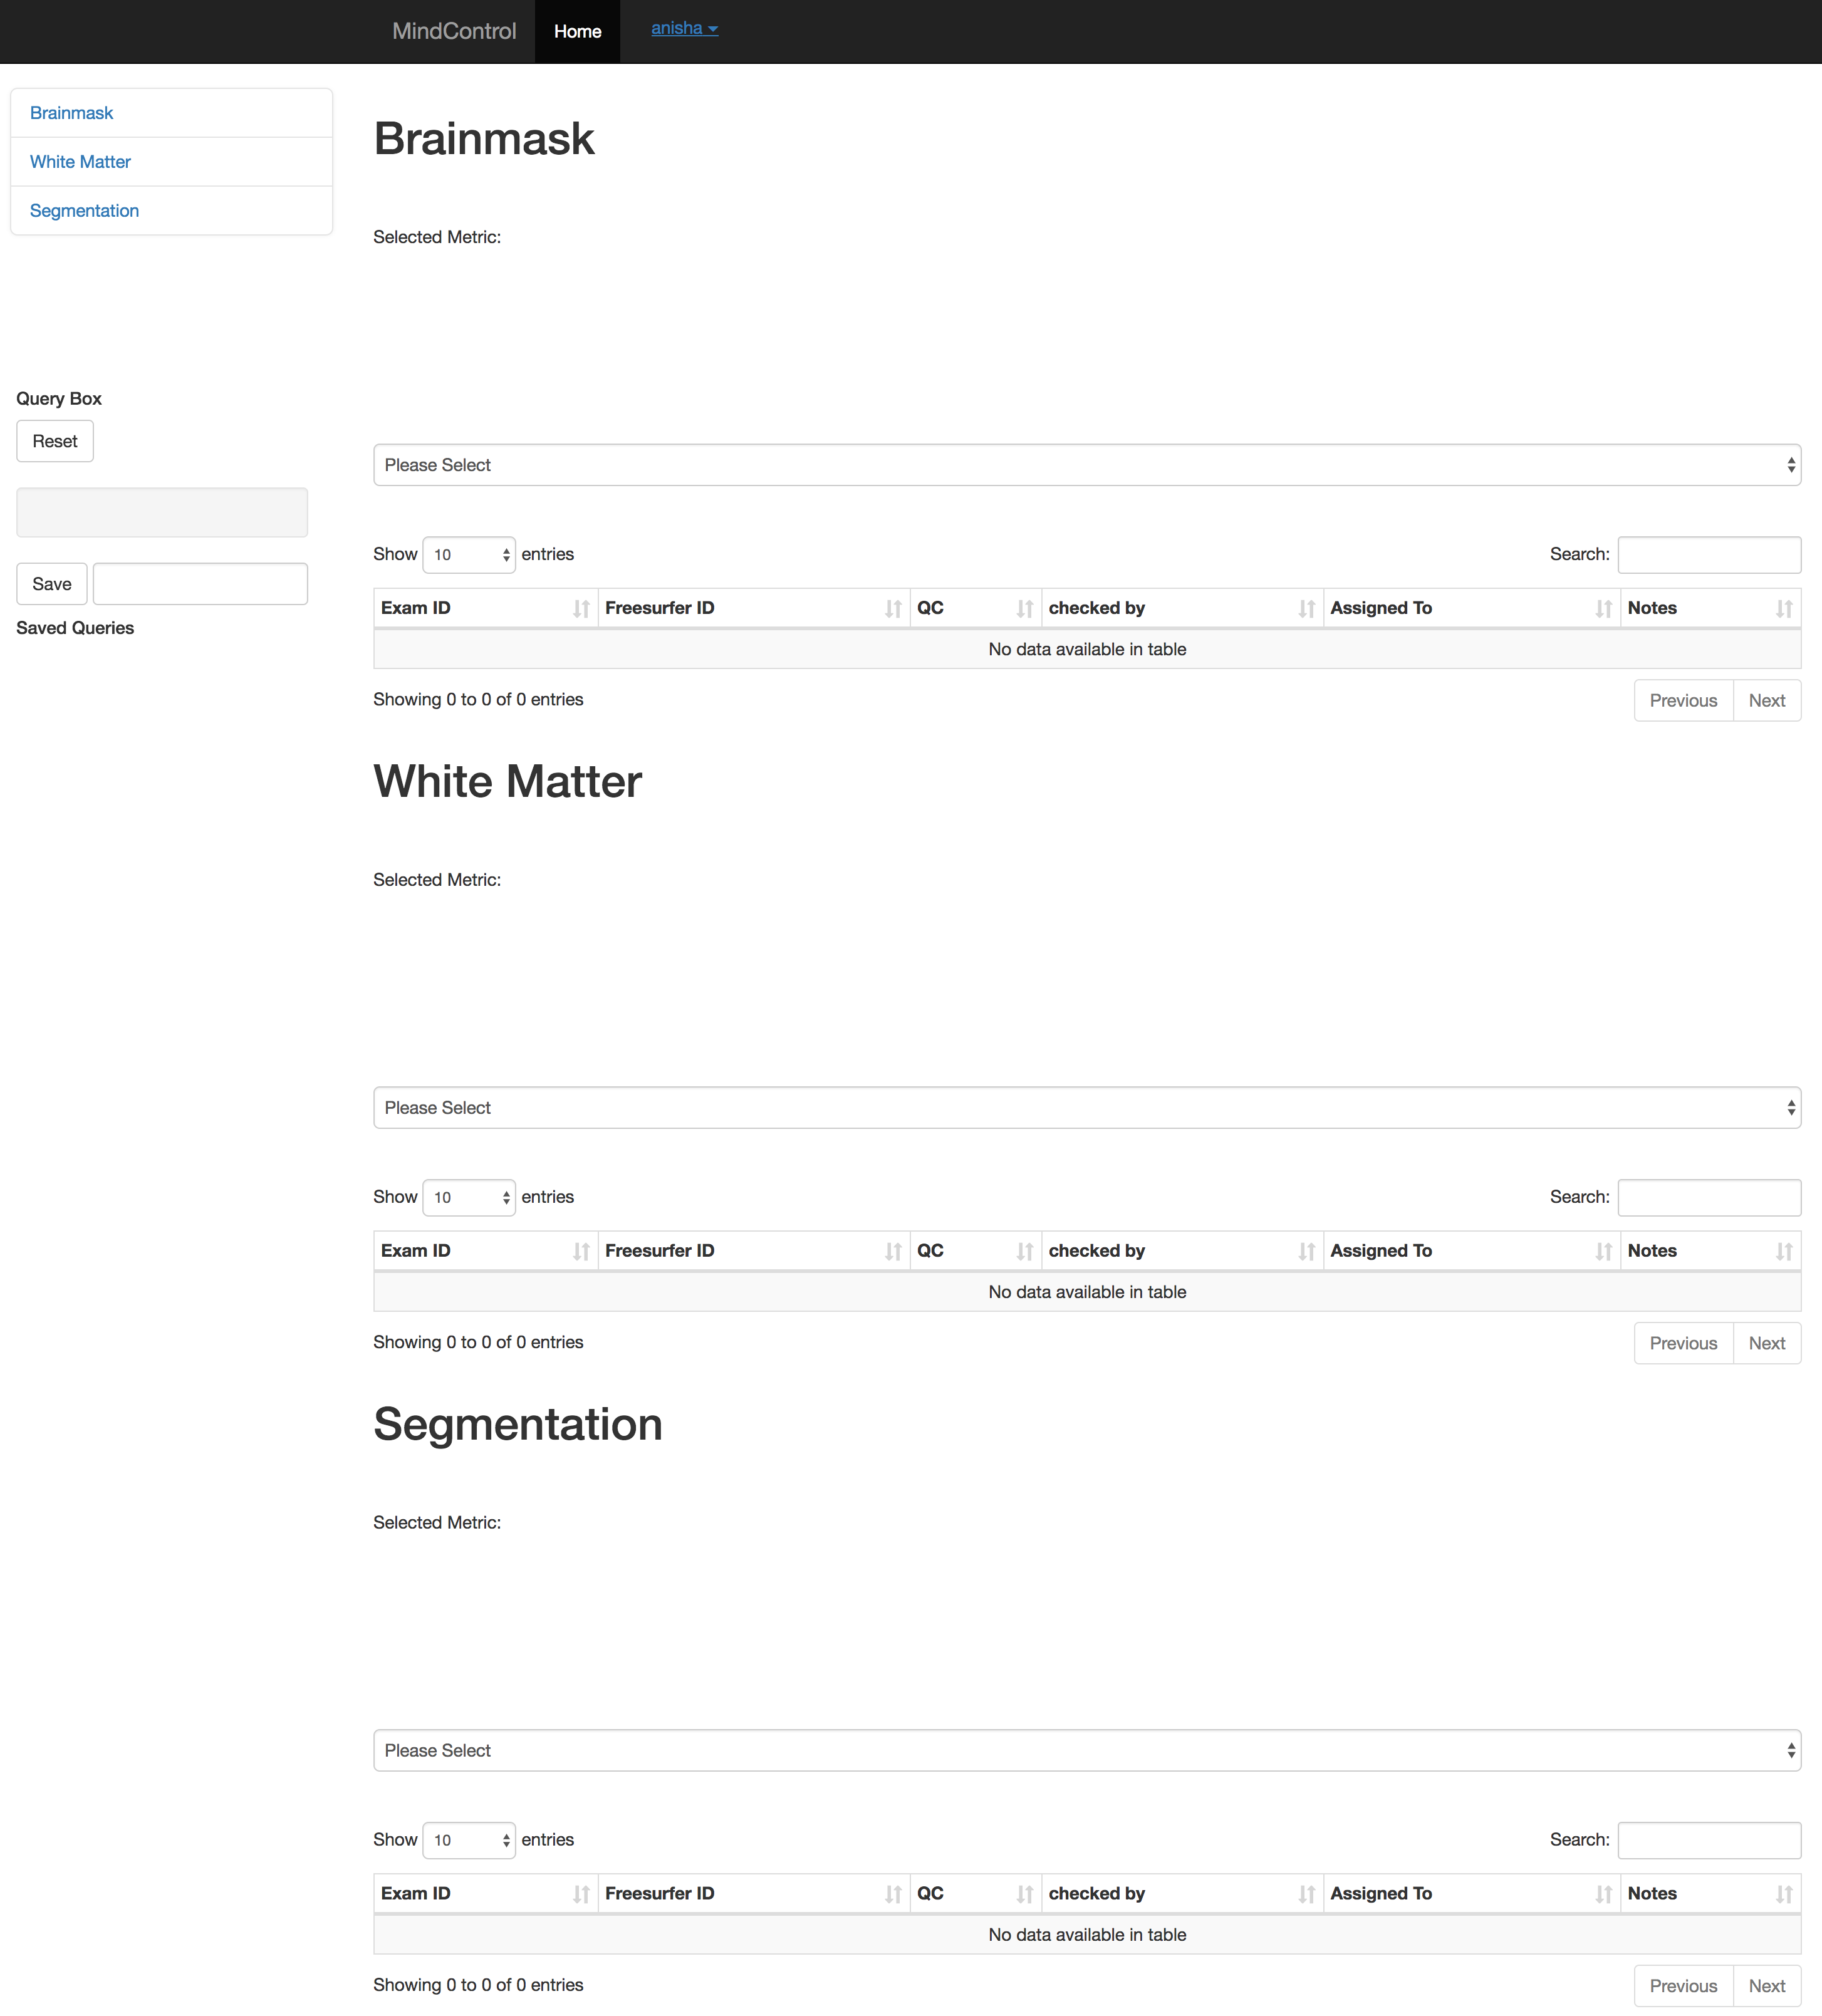 MindControl Home anisha
Brainmask
White Matter
Segmentation
Query Box
Reset
Save
Saved Queries
Brainmask
Selected Metric:
Please Select
Show 10 entries Search:
Exam ID Freesurfer ID QC checked by Assigned To Notes
No data available in table
Showing 0 to 0 of 0 entries Previous Next
White Matter
Selected Metric:
Please Select
Show 10 entries Search:
Exam ID Freesurfer ID QC checked by Assigned To Notes
No data available in table
Showing 0 to 0 of 0 entries Previous Next
Segmentation
Selected Metric:
Please Select
Show 10 entries Search:
Exam ID Freesurfer ID QC checked by Assigned To Notes
No data available in table
Showing 0 to 0 of 0 entries Previous Next